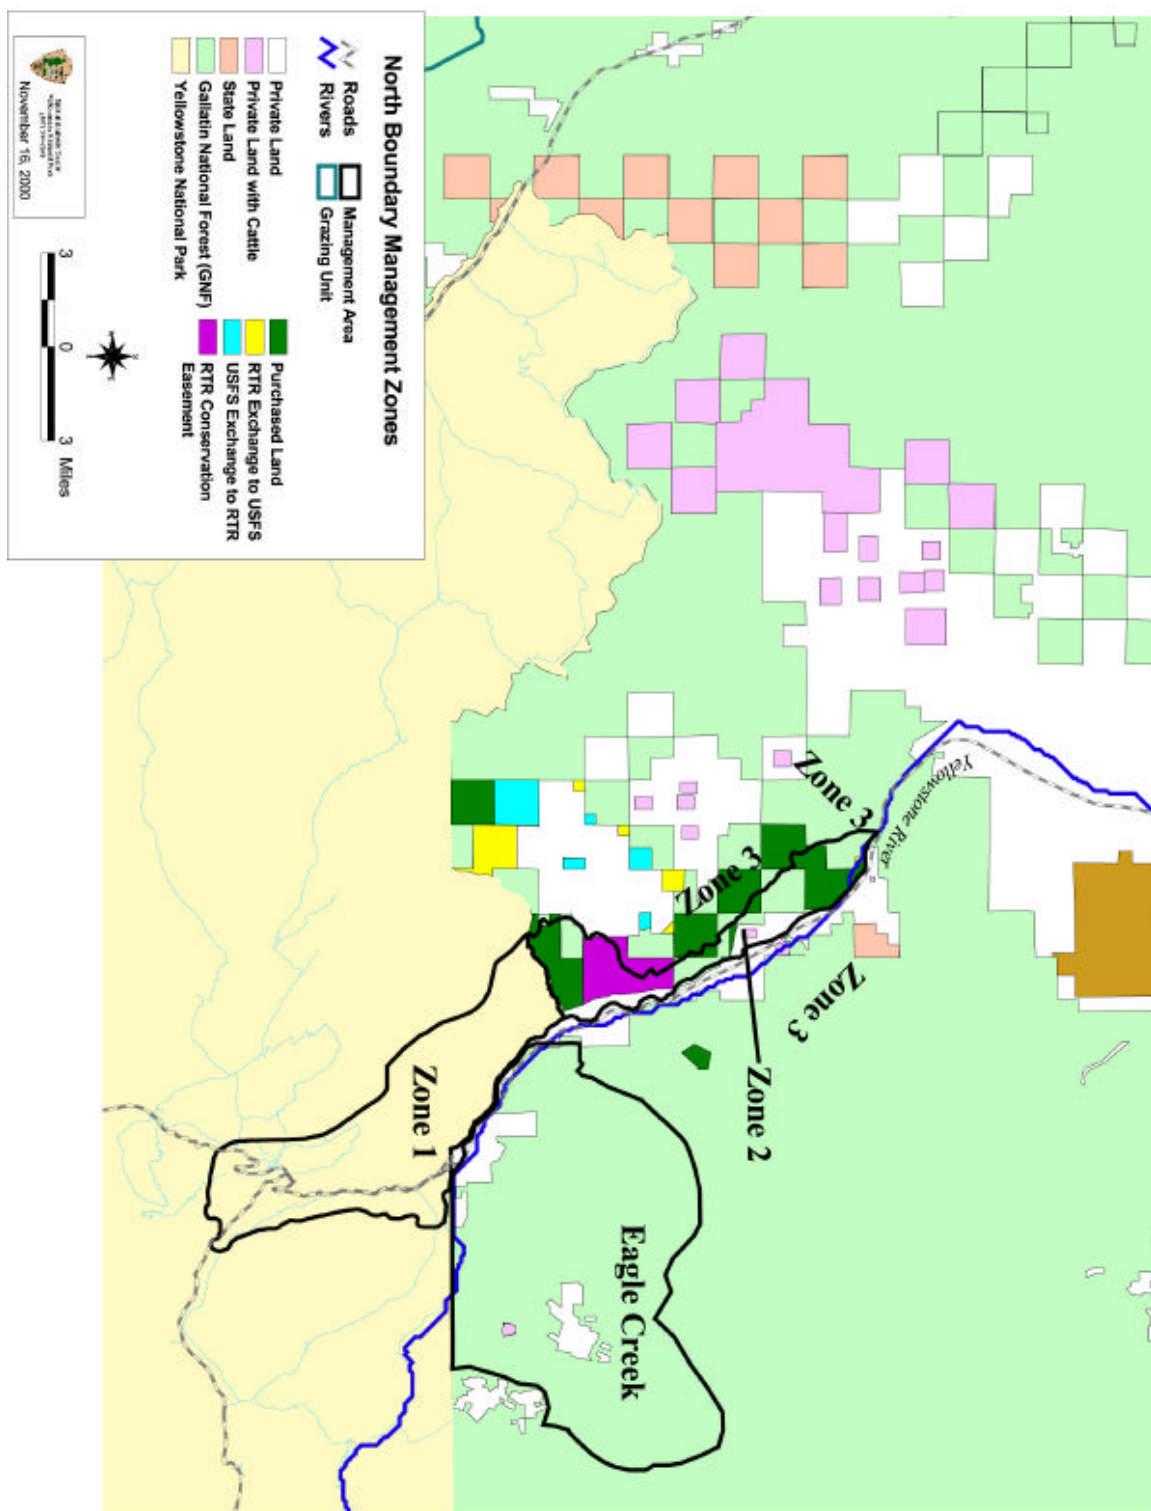 North Boundary Management Zones
Roads
Rivers
Management Area
Grazing Unit
Private Land
Private Land with Cattle
State Land
Gallatin National Forest (GNF)
Yellowstone National Park
Purchased Land
RTR Exchange to USFS
USFS Exchange to RTR
RTR Conservation
Easement
November 16, 2000
3 0 3 Miles
Yellowstone River
Zone 3
Zone 3
Zone 3
Zone 2
Zone 1
Eagle Creek